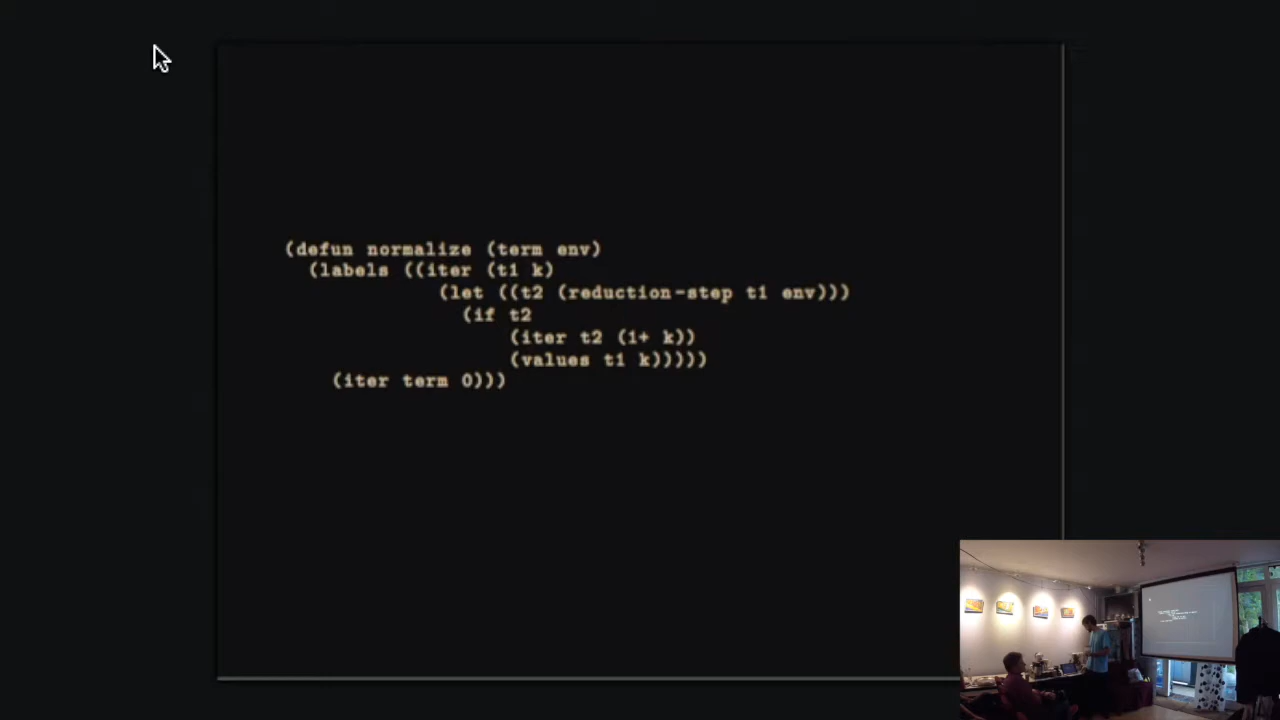 (defun normalize (term env)
(labels ((iter (t1 k)
(let ((t2 (reduction-step t1 env)))
(if t2
(iter t2 (1+ k))
(values t1 k)))))
(iter term 0)))